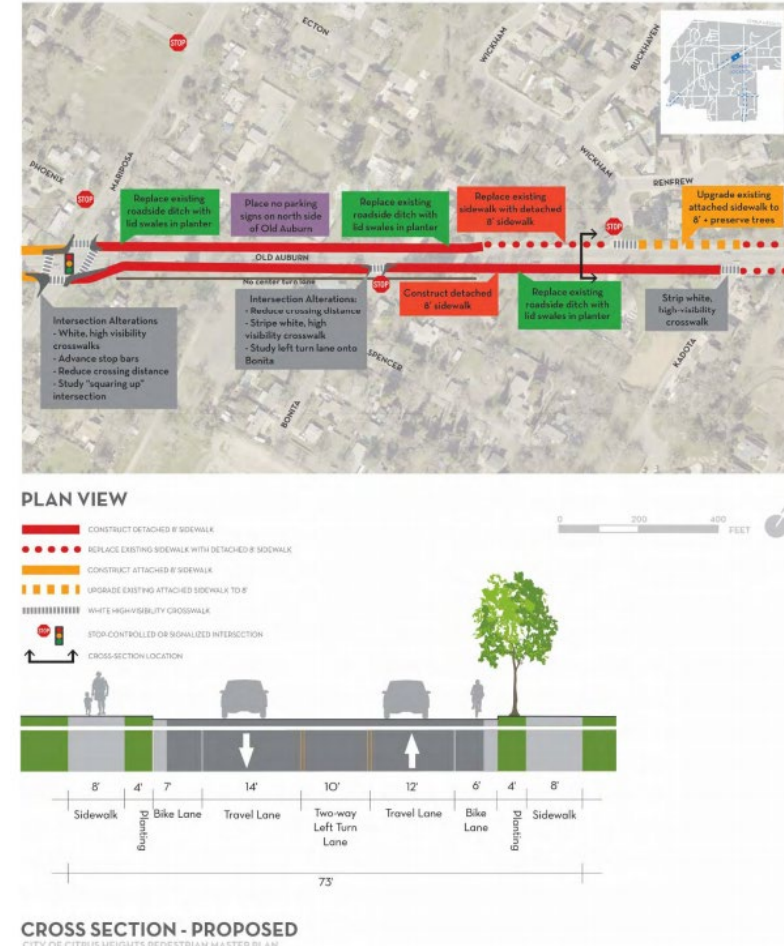 ECTON
WICKHAM
BUCKHAVEN
STOP
PHOENIX
MARIPOSA
STOP
WICKHAM
RENFREW
STOP
Replace existing
roadside ditch with
lid swales in planter
Place no parking
signs on north side
of Old Auburn
Replace existing
roadside ditch with
lid swales in planter
Replace existing
sidewalk with detached
8' sidewalk
Upgrade existing
attached sidewalk to
8' + preserve trees
OLD AUBURN
No center turn lane
STOP
Intersection Alterations
- White, high visibility
crosswalks
- Advance stop bars
- Reduce crossing distance
- Study "squaring up"
intersection
Intersection Alterations:
- Reduce crossing distance
- Stripe white, high
visibility crosswalk
- Study left turn lane onto
Bonita
Construct detached
8' sidewalk
Replace existing
roadside ditch with
lid swales in planter
Strip white,
high-visibility
crosswalk
SPENCER
BONITA
KADOTA
PLAN VIEW
CONSTRUCT DETACHED 8' SIDEWALK
REPLACE EXISTING SIDEWALK WITH DETACHED 8' SIDEWALK
CONSTRUCT ATTACHED 8' SIDEWALK
UPGRADE EXISTING ATTACHED SIDEWALK TO 8'
WHITE HIGH-VISIBILITY CROSSWALK
STOP STOP-CONTROLLED OR SIGNALIZED INTERSECTION
CROSS-SECTION LOCATION
0 200 400 FEET
8' 4' 7' 14' 10' 12' 6' 4' 8'
Sidewalk Planting Bike Lane Travel Lane Two-way Left Turn Lane Travel Lane Bike Lane Planting Sidewalk
73'
CROSS SECTION - PROPOSED
CITY OF CITRUS HEIGHTS PEDESTRIAN MASTER PLAN